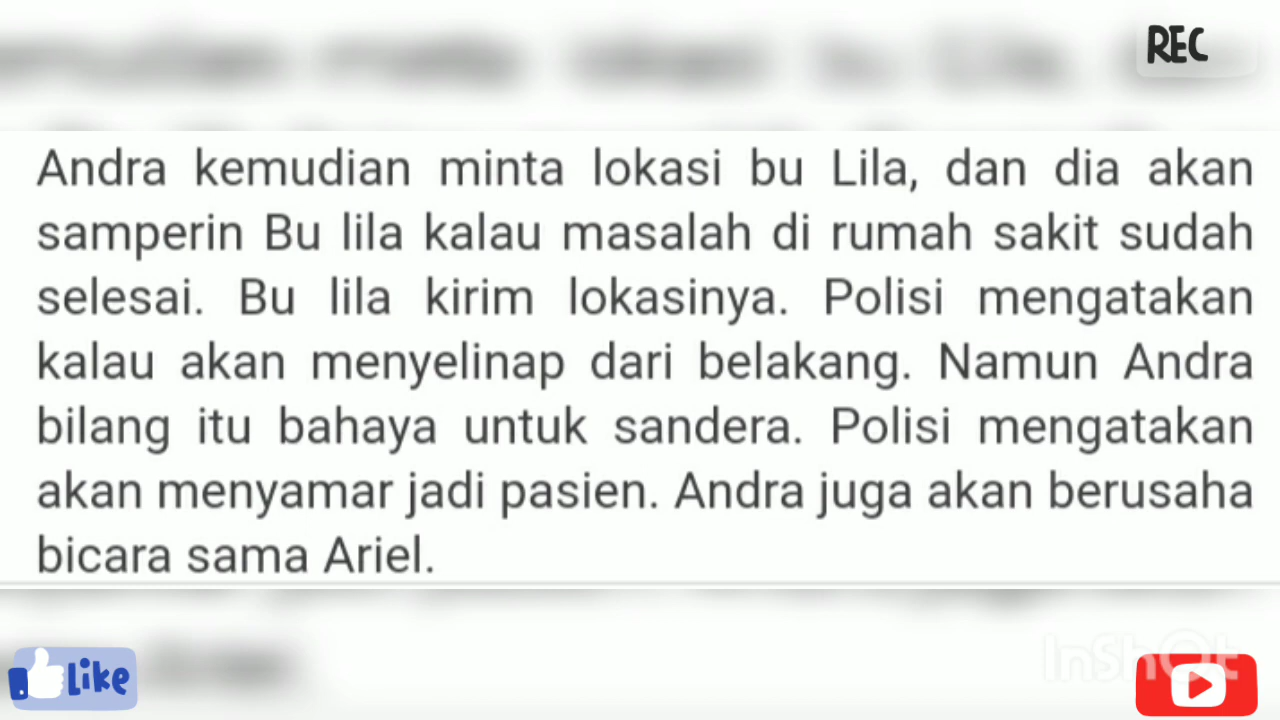 REC
Andra kemudian minta lokasi bu Lila, dan dia akan
samperin Bu lila kalau masalah di rumah sakit sudah
selesai. Bu lila kirim lokasinya. Polisi mengatakan
kalau akan menyelinap dari belakang. Namun Andra
bilang itu bahaya untuk sandera. Polisi mengatakan
akan menyamar jadi pasien. Andra juga akan berusaha
bicara sama Ariel.
InShOt
Like